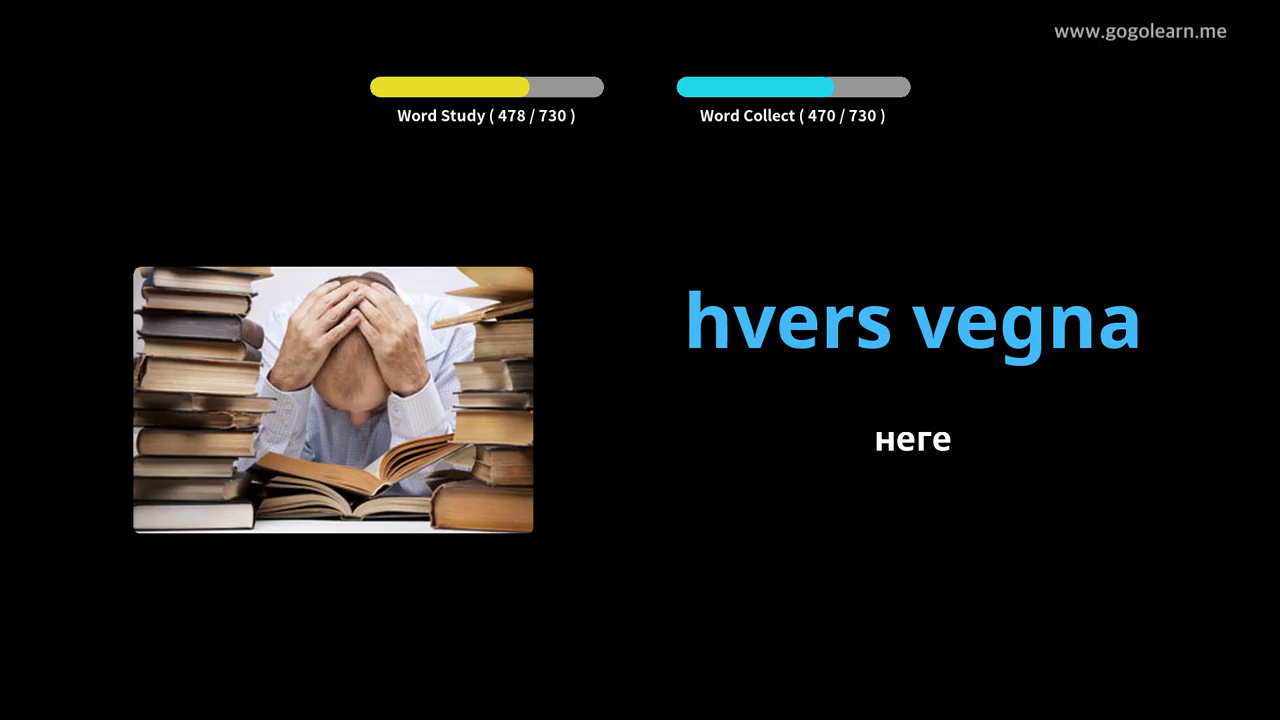 www.gogolearn.me
Word Study ( 478 / 730 )
Word Collect ( 470 / 730 )
hvers vegna
неге